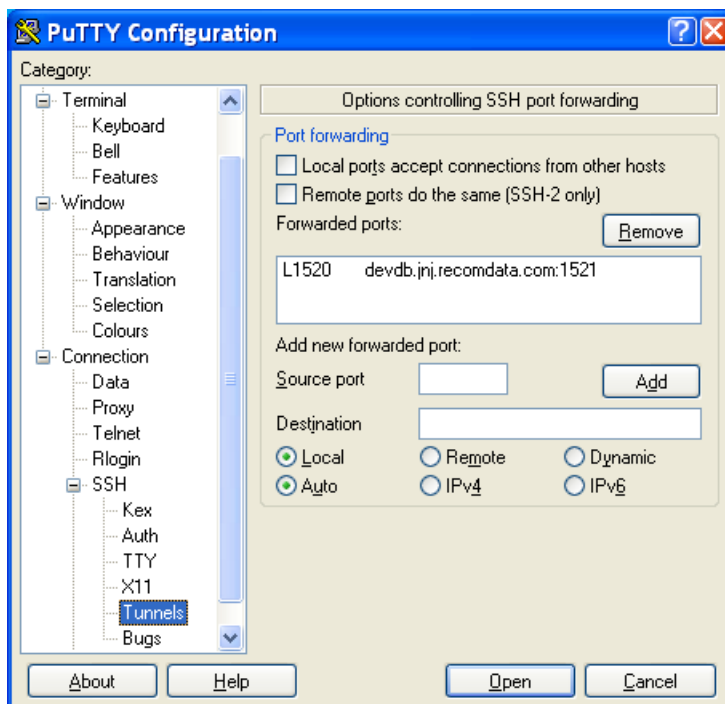 PuTTY Configuration
Category:
Terminal
Keyboard
Bell
Features
Window
Appearance
Behaviour
Translation
Selection
Colours
Connection
Data
Proxy
Telnet
Rlogin
SSH
Kex
Auth
TTY
X11
Tunnels
Bugs
Options controlling SSH port forwarding
Port forwarding
Local ports accept connections from other hosts
Remote ports do the same (SSH-2 only)
Forwarded ports:
Remove
L1520 devdb.jnj.recomdata.com:1521
Add new forwarded port:
Source port
Add
Destination
Local Remote Dynamic
Auto IPv4 IPv6
About Help Open Cancel